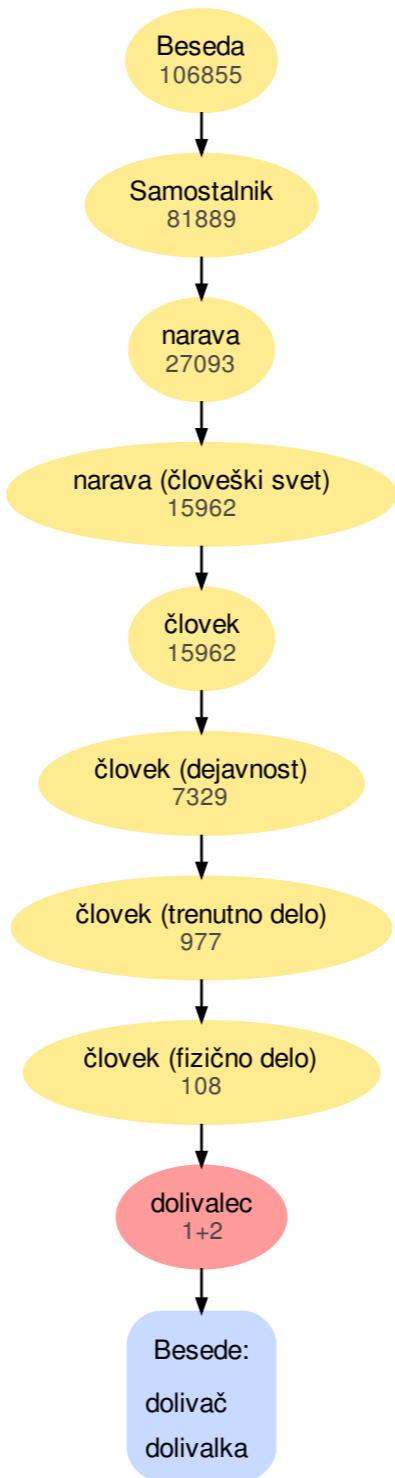 Beseda
106855
Samostalnik
81889
narava
27093
narava (človeški svet)
15962
človek
15962
človek (dejavnost)
7329
človek (trenutno delo)
977
človek (fizično delo)
108
dolivalec
1+2
Besede:
dolivač
dolivalka